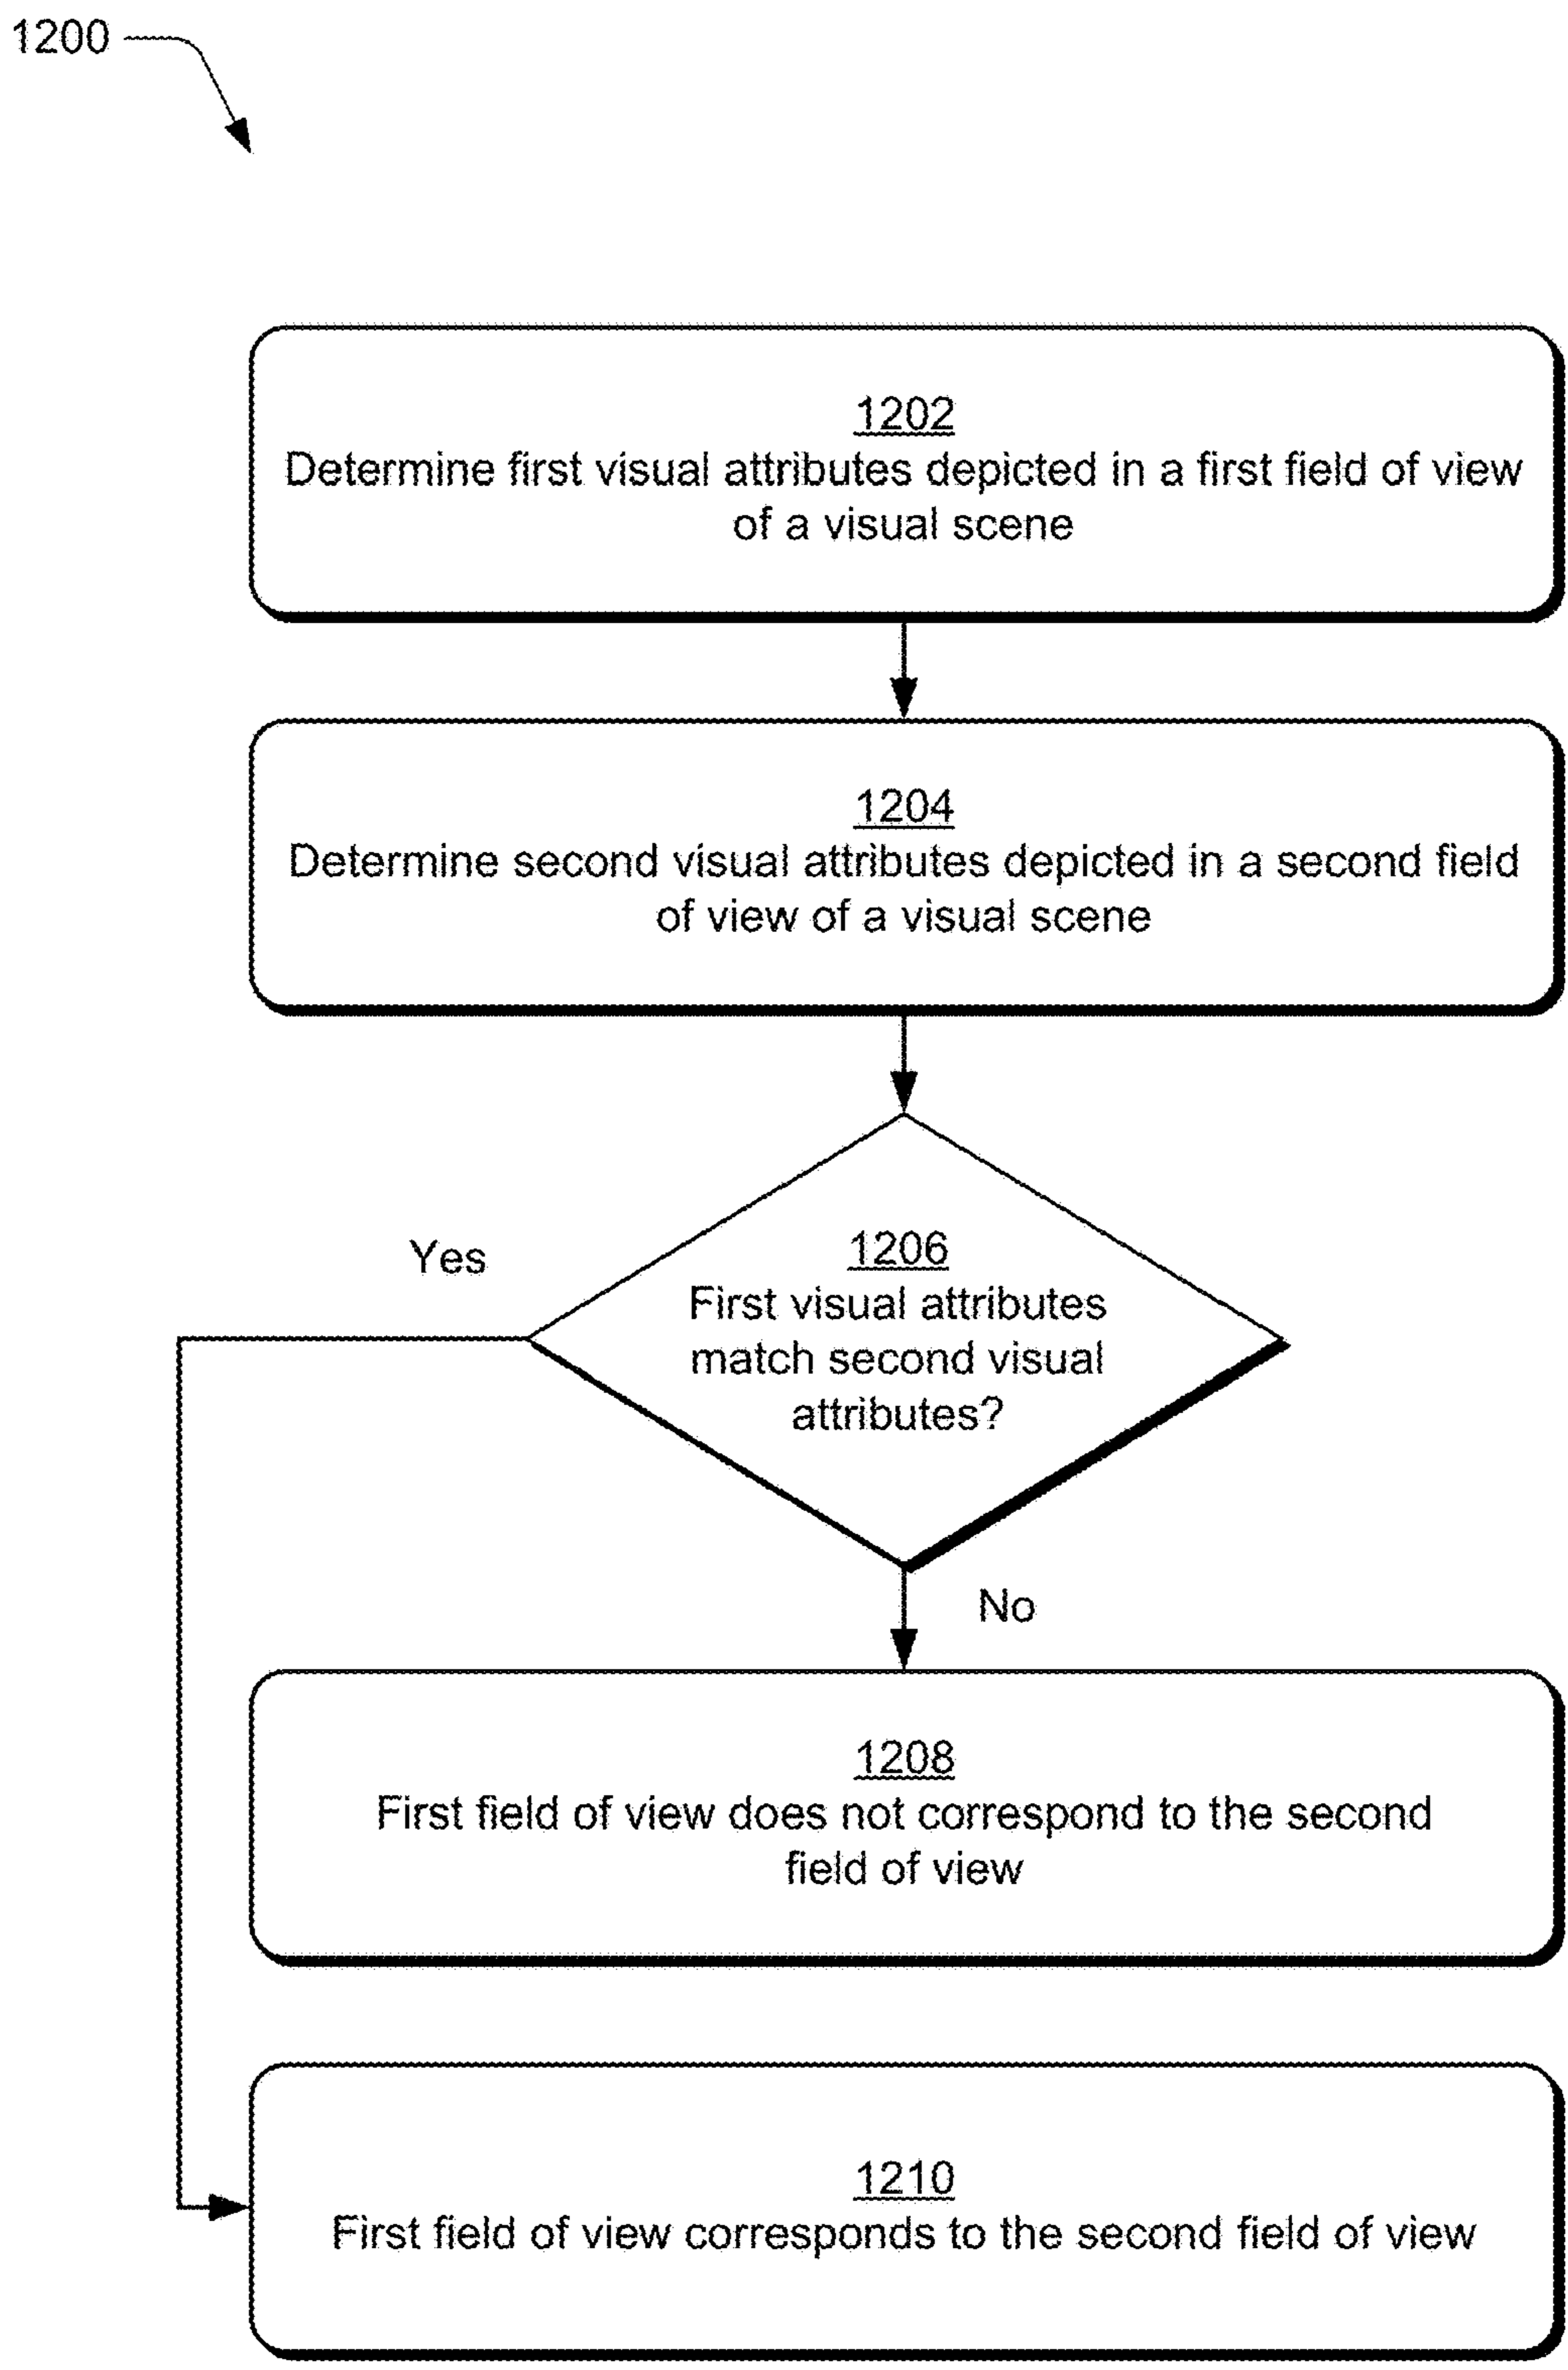 1200
1202
Determine first visual attributes depicted in a first field of view
of a visual scene
1204
Determine second visual attributes depicted in a second field
of view of a visual scene
Yes
1206
First visual attributes
match second visual
attributes?
No
1208
First field of view does not correspond to the second
field of view
1210
First field of view corresponds to the second field of view